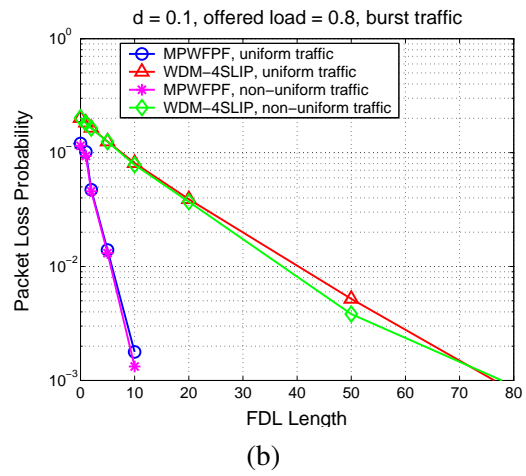 d = 0.1, offered load = 0.8, burst traffic
MPWFPF, uniform traffic
WDM-4SLIP, uniform traffic
MPWFPF, non-uniform traffic
WDM-4SLIP, non-uniform traffic
Packet Loss Probability
10^0
10^-1
10^-2
10^-3
0 10 20 30 40 50 60 70 80
FDL Length
(b)